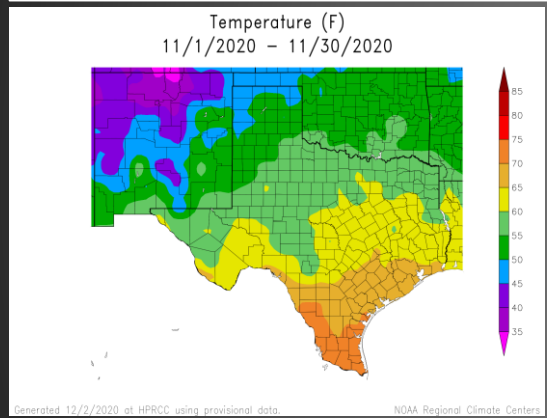 Temperature (F)
11/1/2020 – 11/30/2020
85
80
75
70
65
60
55
50
45
40
35
Generated 12/2/2020 at HPRCC using provisional data.
NOAA Regional Climate Centers